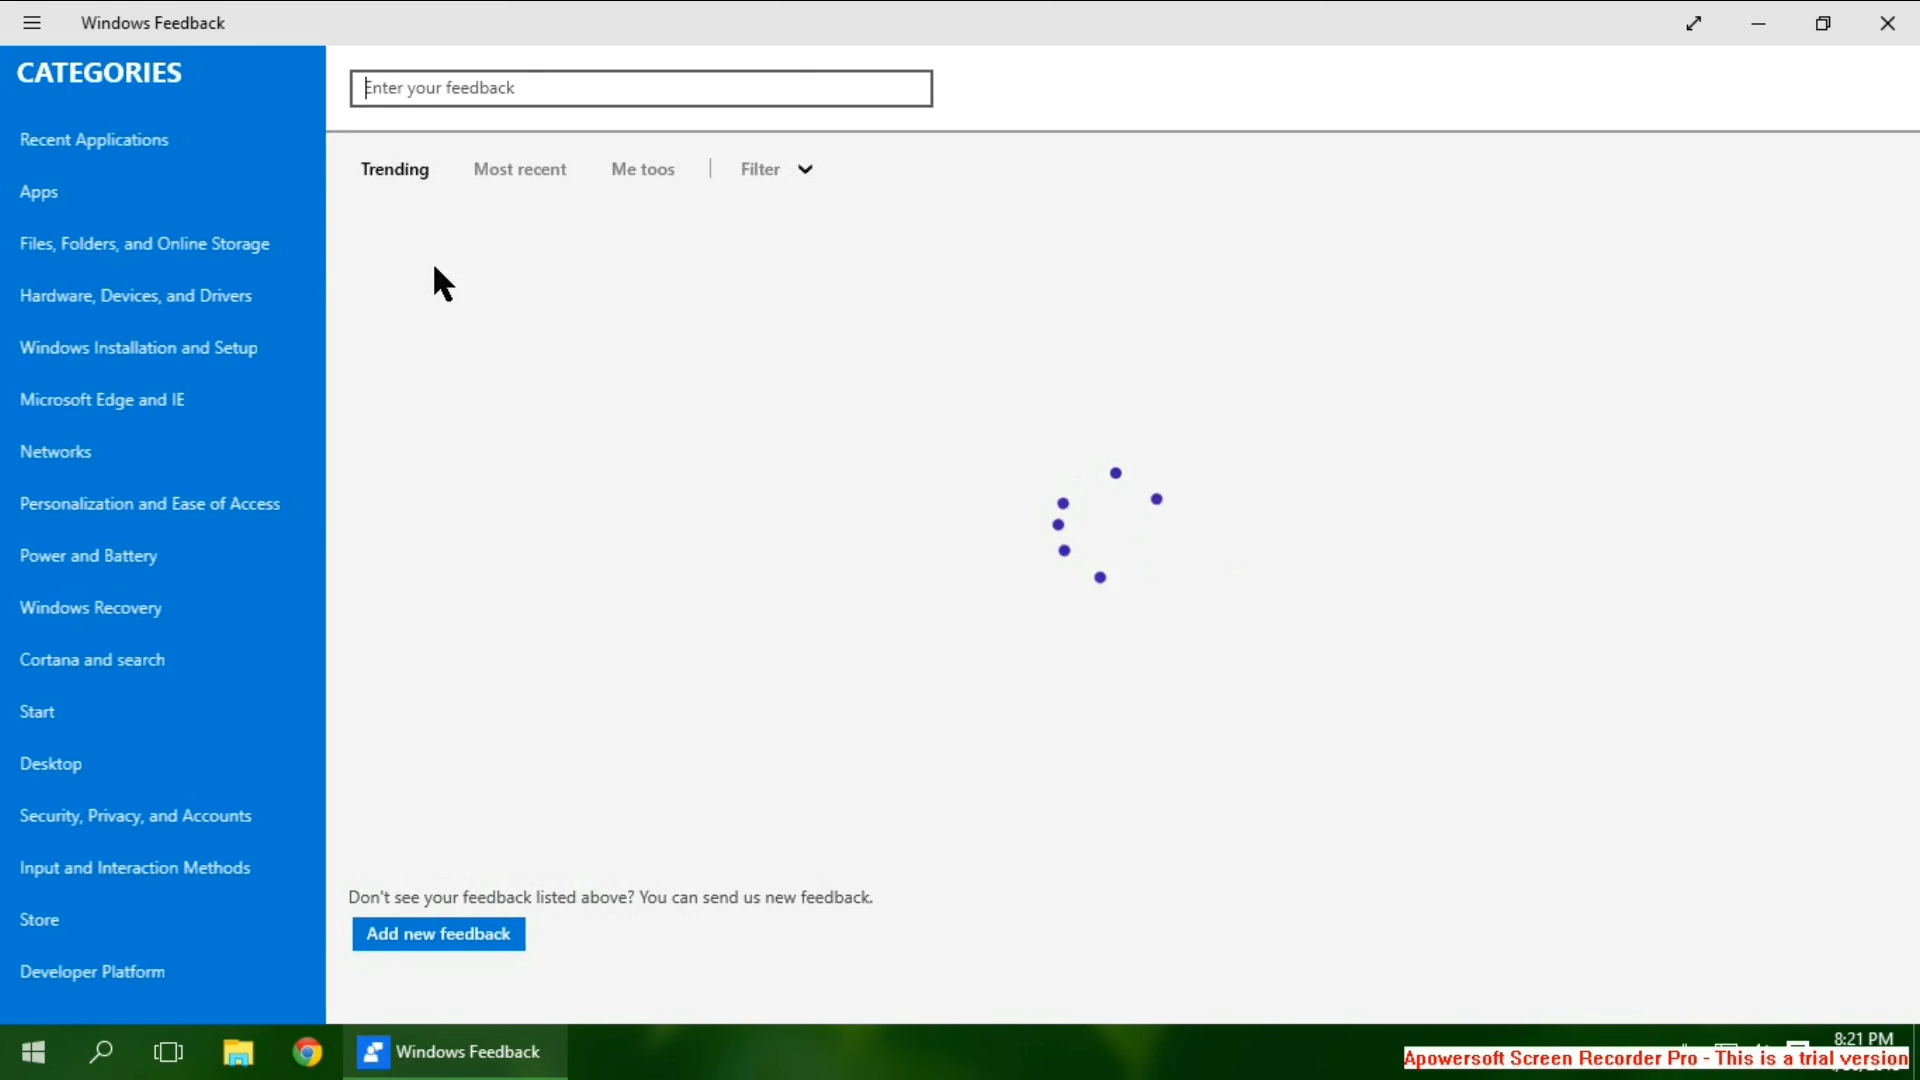 Windows Feedback
CATEGORIES
Recent Applications
Apps
Files, Folders, and Online Storage
Hardware, Devices, and Drivers
Windows Installation and Setup
Microsoft Edge and IE
Networks
Personalization and Ease of Access
Power and Battery
Windows Recovery
Cortana and search
Start
Desktop
Security, Privacy, and Accounts
Input and Interaction Methods
Store
Developer Platform
Enter your feedback
Trending Most recent Me toos | Filter
Don't see your feedback listed above? You can send us new feedback.
Add new feedback
Windows Feedback
8:21 PM
Apowersoft Screen Recorder Pro - This is a trial version